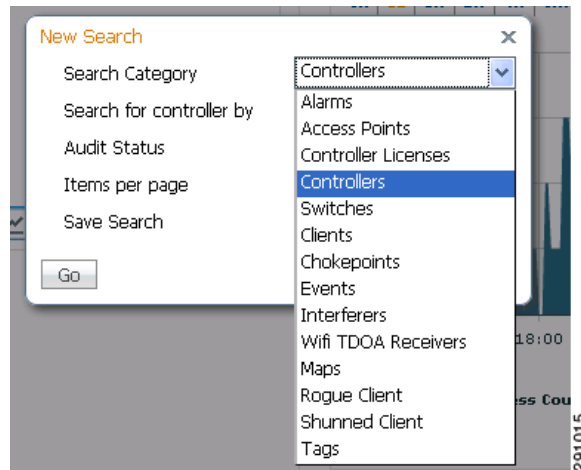 New Search
Search Category
Controllers
Search for controller by
Audit Status
Items per page
Save Search
Go
Alarms
Access Points
Controller Licenses
Controllers
Switches
Clients
Chokepoints
Events
Interferers
Wifi TDOA Receivers
Maps
Rogue Client
Shunned Client
Tags
18:00
ess Cou
291015